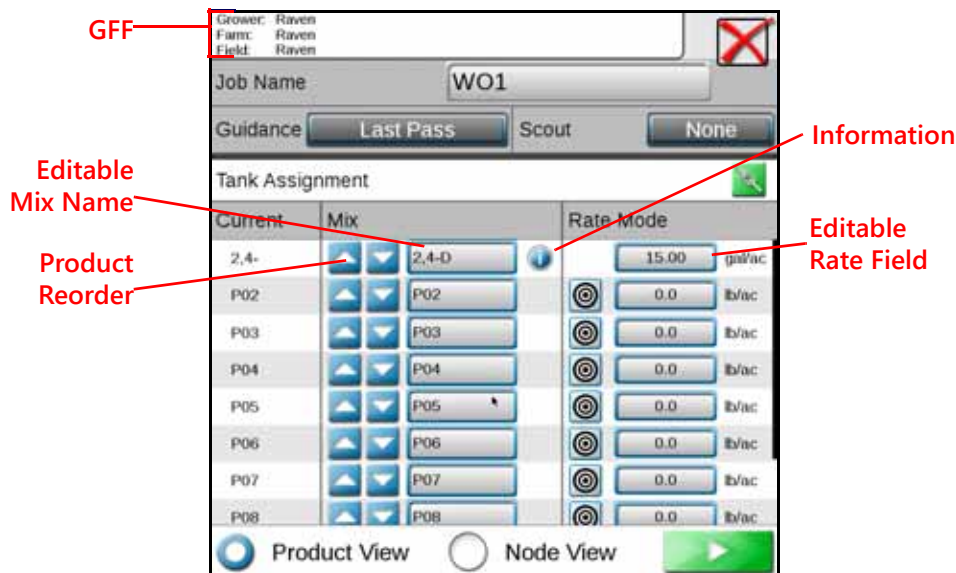 GFF
Grower: Raven
Farm: Raven
Field: Raven
Job Name WO1
Guidance Last Pass Scout None
Information
Editable
Mix Name
Tank Assignment
Current Mix Rate Mode
Editable
Rate Field
Product
Reorder
2,4- 2,4-D i 15.00 gal/ac
P02 P02 0.0 lb/ac
P03 P03 0.0 lb/ac
P04 P04 0.0 lb/ac
P05 P05 0.0 lb/ac
P06 P06 0.0 lb/ac
P07 P07 0.0 lb/ac
P08 P08 0.0 lb/ac
Product View Node View